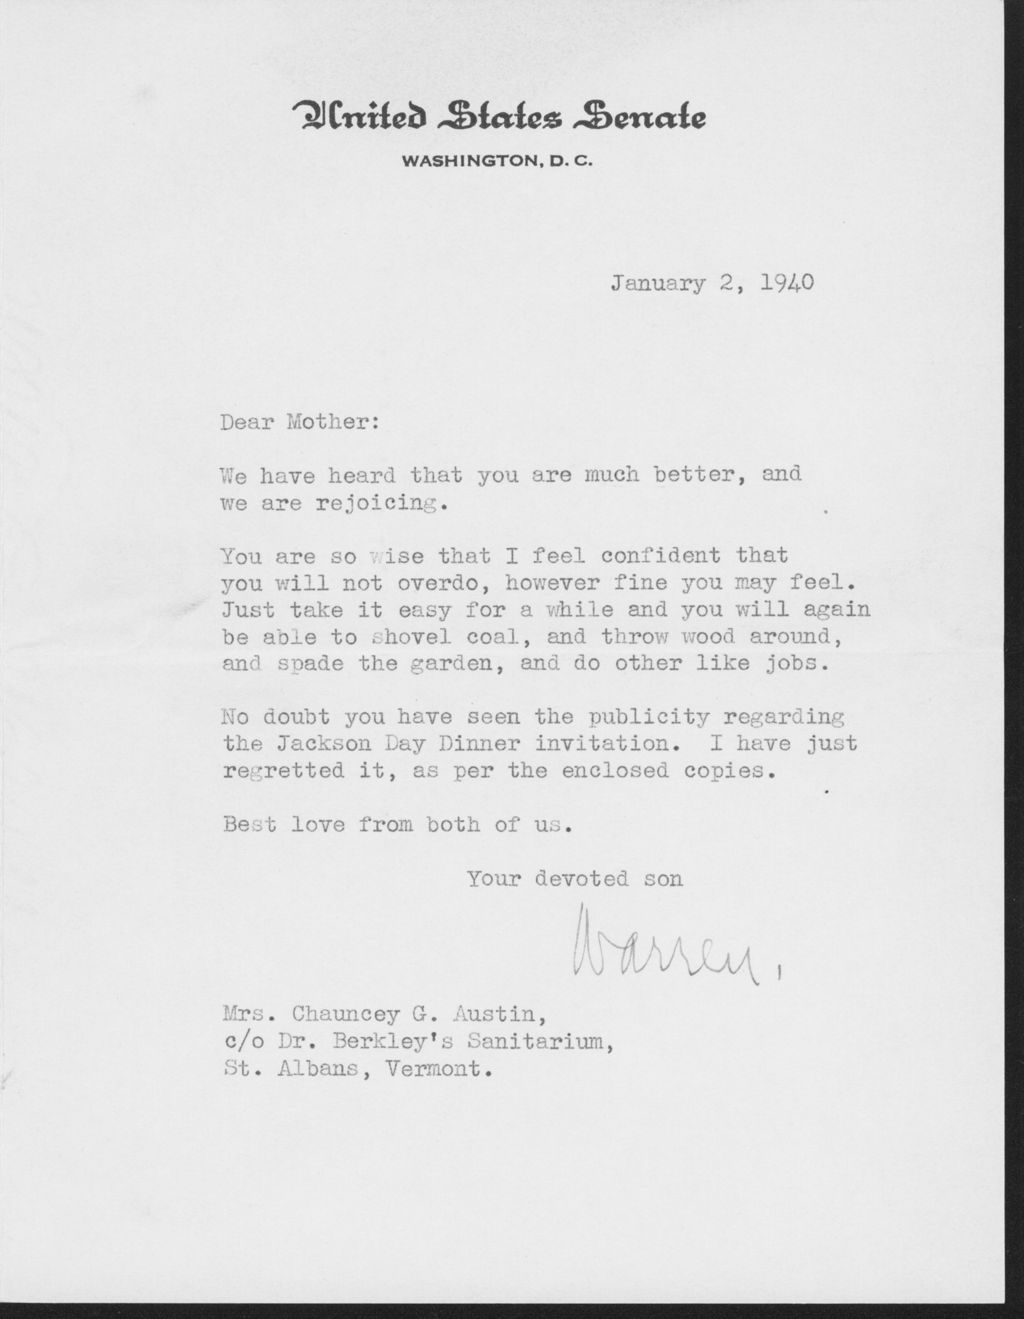 United States Senate
WASHINGTON, D. C.
January 2, 1940
Dear Mother:
We have heard that you are much better, and
we are rejoicing.
You are so wise that I feel confident that
you will not overdo, however fine you may feel.
Just take it easy for a while and you will again
be able to shovel coal, and throw wood around,
and spade the garden, and do other like jobs.
No doubt you have seen the publicity regarding
the Jackson Day Dinner invitation. I have just
regretted it, as per the enclosed copies.
Best love from both of us.
Your devoted son
Warren,
Mrs. Chauncey G. Austin,
c/o Dr. Berkley's Sanitarium,
St. Albans, Vermont.